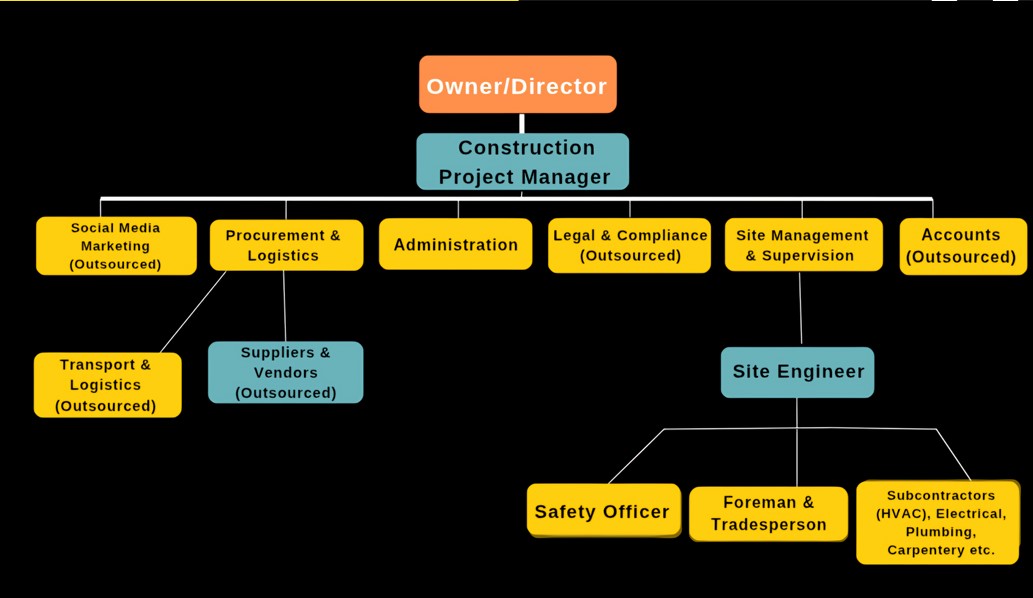 Owner/Director
Construction
Project Manager
Social Media
Marketing
(Outsourced)
Procurement &
Logistics
Administration
Legal & Compliance
(Outsourced)
Site Management
& Supervision
Accounts
(Outsourced)
Transport &
Logistics
(Outsourced)
Suppliers &
Vendors
(Outsourced)
Site Engineer
Safety Officer
Foreman &
Tradesperson
Subcontractors
(HVAC), Electrical,
Plumbing,
Carpentery etc.